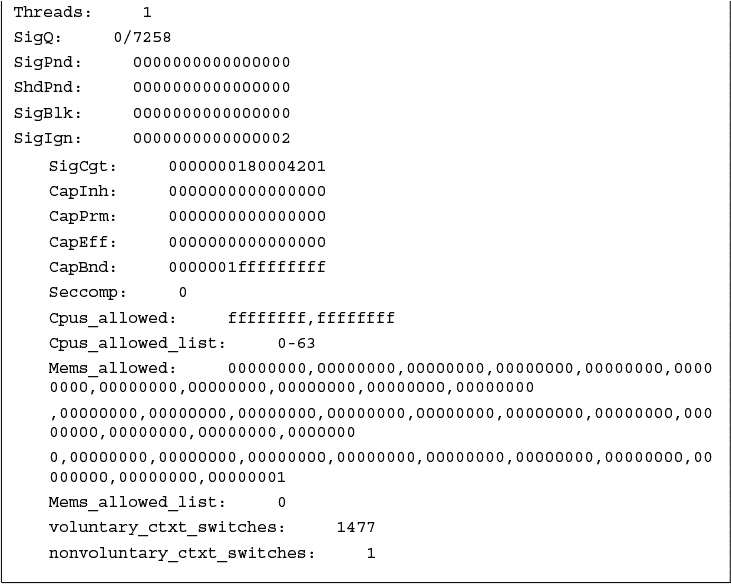 Threads: 1
SigQ: 0/7258
SigPnd: 0000000000000000
ShdPnd: 0000000000000000
SigBlk: 0000000000000000
SigIgn: 0000000000000002
SigCgt: 0000000180004201
CapInh: 0000000000000000
CapPrm: 0000000000000000
CapEff: 0000000000000000
CapBnd: 0000001fffffffff
Seccomp: 0
Cpus_allowed: ffffffff,ffffffff
Cpus_allowed_list: 0-63
Mems_allowed: 00000000,00000000,00000000,00000000,00000000,0000
0000,00000000,00000000,00000000,00000000,00000000
,00000000,00000000,00000000,00000000,00000000,00000000,00000000,000
00000,00000000,00000000,0000000
0,00000000,00000000,00000000,00000000,00000000,00000000,00000000,00
000000,00000000,00000001
Mems_allowed_list: 0
voluntary_ctxt_switches: 1477
nonvoluntary_ctxt_switches: 1